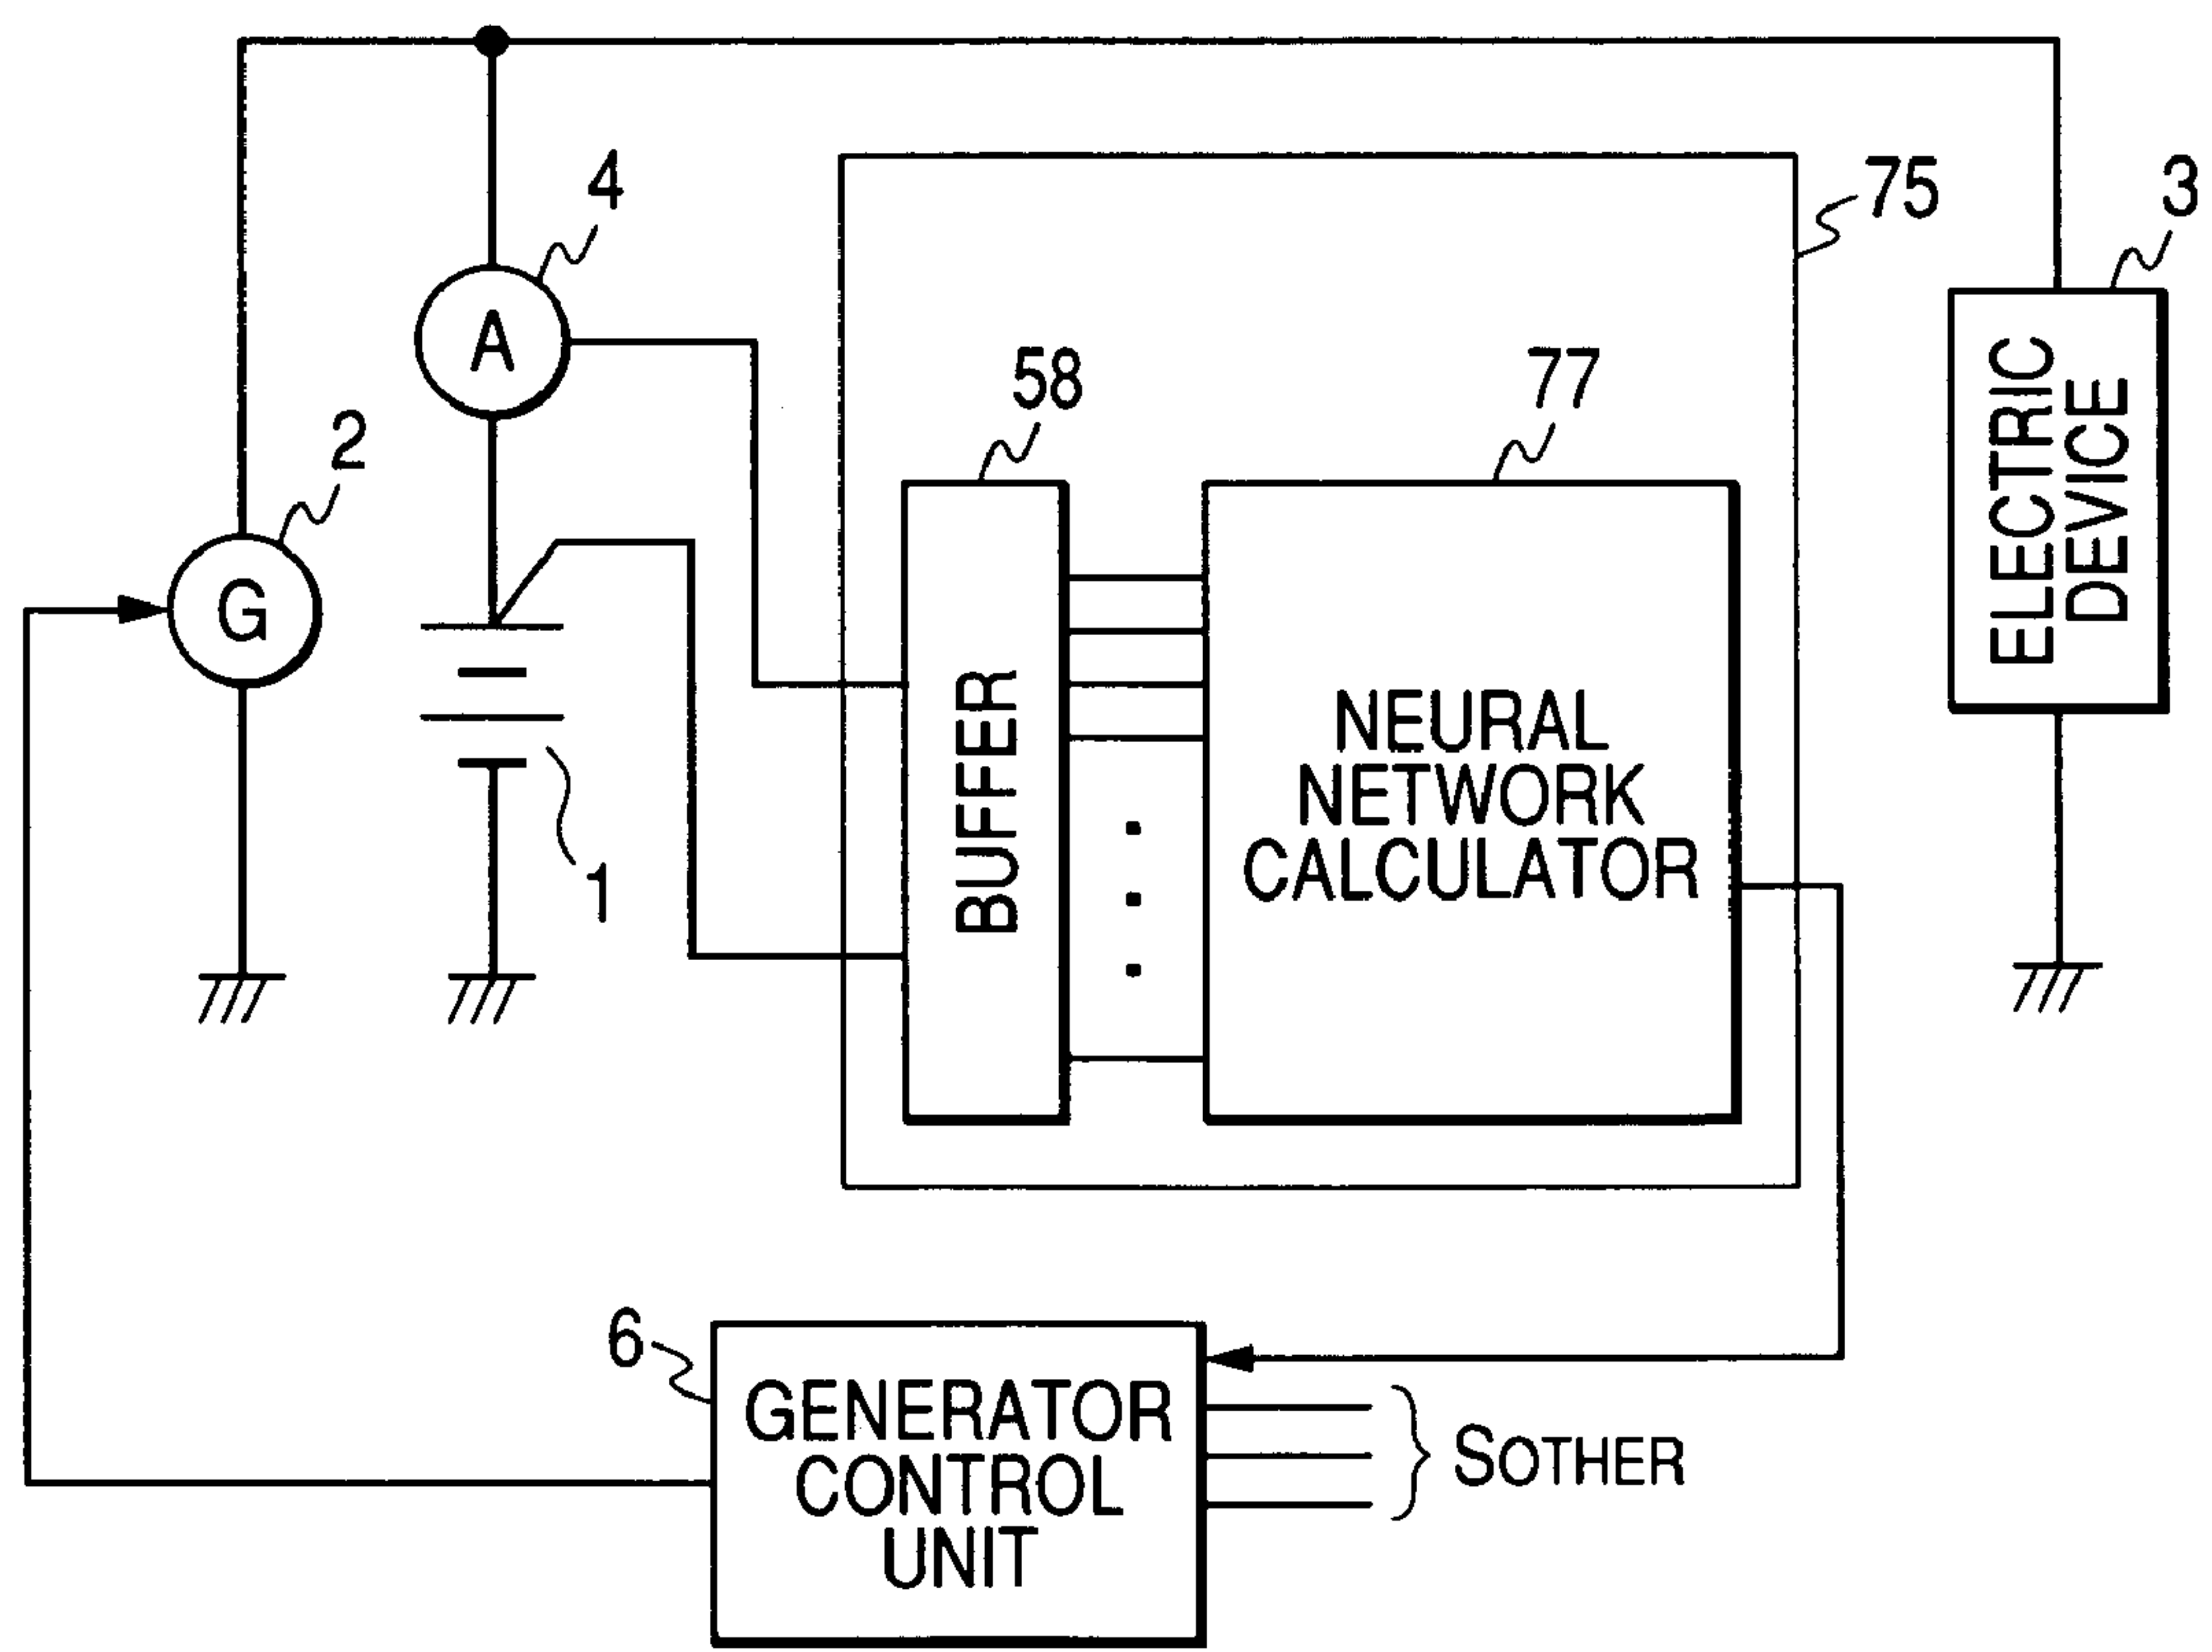 4
75
3
A
58
77
2
ELECTRIC
DEVICE
G
BUFFER
NEURAL
NETWORK
CALCULATOR
1
6
GENERATOR
CONTROL
UNIT
SOTHER